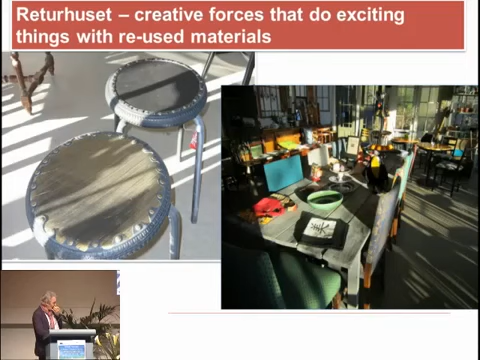 Returhuset – creative forces that do exciting
things with re-used materials